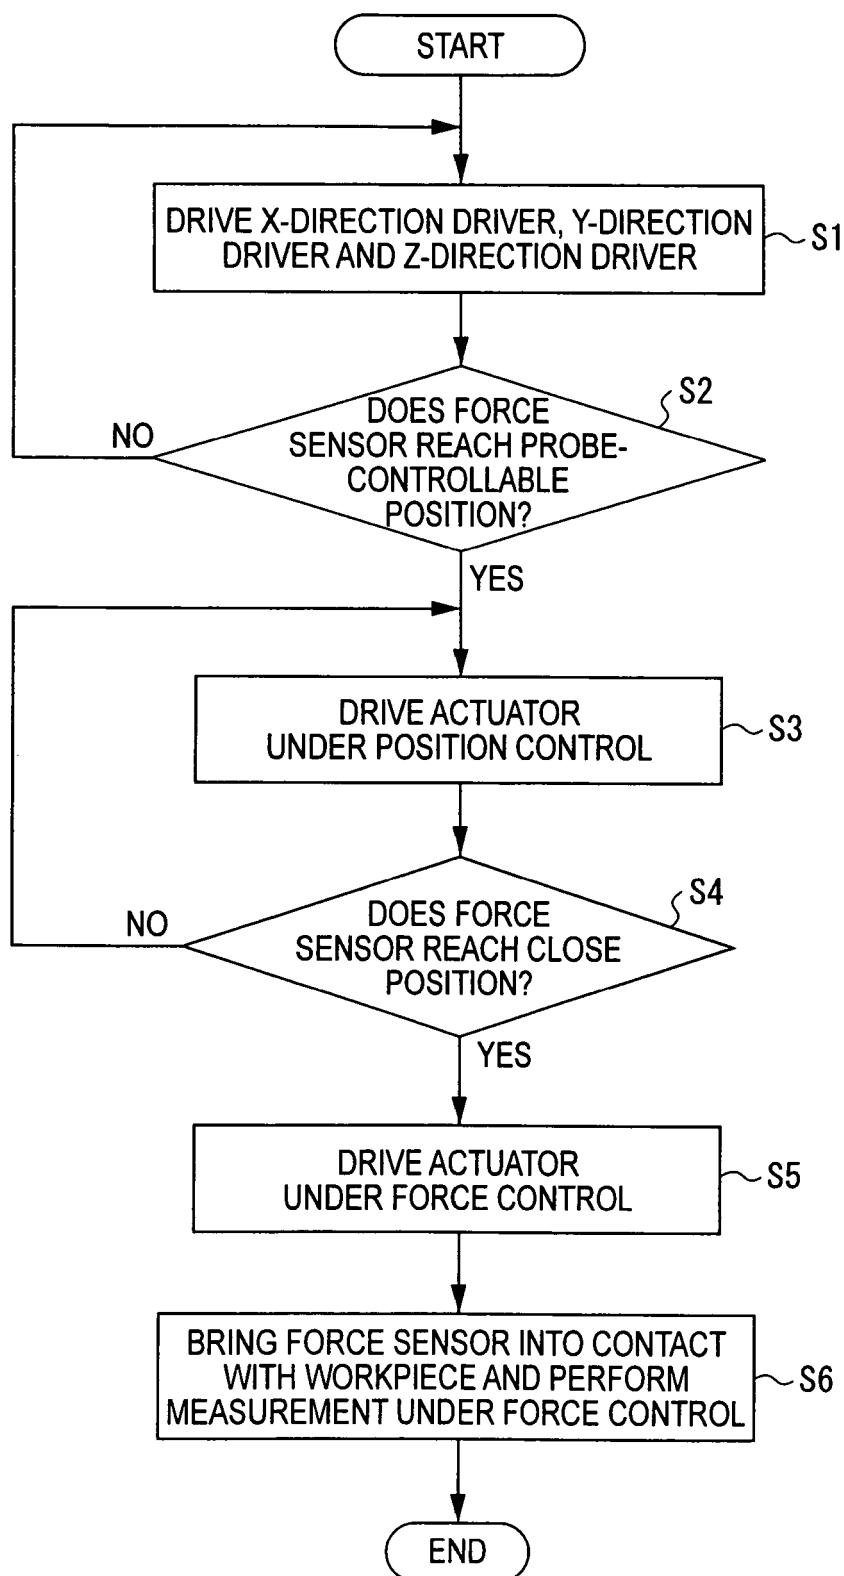 START
DRIVE X-DIRECTION DRIVER, Y-DIRECTION
DRIVER AND Z-DIRECTION DRIVER
S1
S2
DOES FORCE
SENSOR REACH PROBE-
CONTROLLABLE
POSITION?
NO
YES
DRIVE ACTUATOR
UNDER POSITION CONTROL
S3
S4
DOES FORCE
SENSOR REACH CLOSE
POSITION?
NO
YES
DRIVE ACTUATOR
UNDER FORCE CONTROL
S5
BRING FORCE SENSOR INTO CONTACT
WITH WORKPIECE AND PERFORM
MEASUREMENT UNDER FORCE CONTROL
S6
END